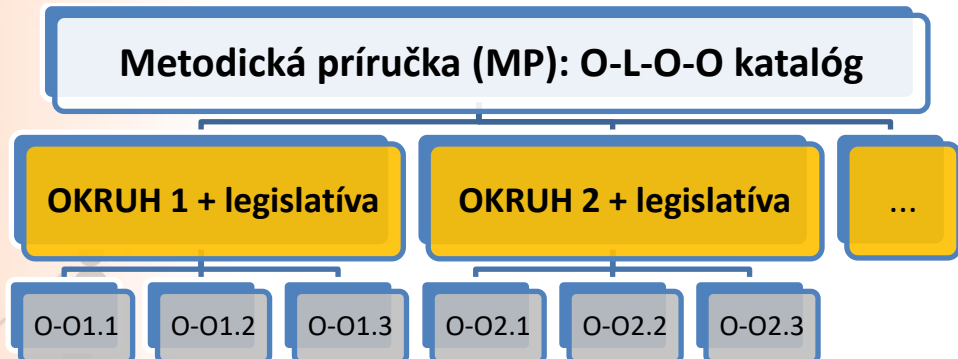 Metodická príručka (MP): O-L-O-O katalóg
OKRUH 1 + legislatíva
OKRUH 2 + legislatíva
...
O-O1.1
O-O1.2
O-O1.3
O-O2.1
O-O2.2
O-O2.3